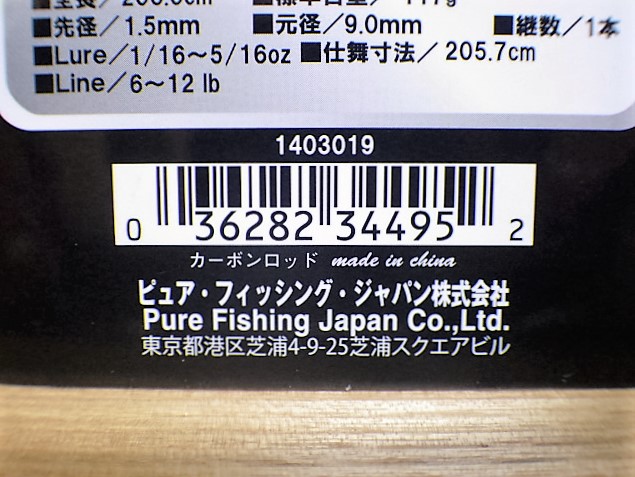 ■先径／1.5mm ■元径／9.0mm ■継数／1本
■Lure／1/16～5/16oz ■仕舞寸法／205.7cm
■Line／6～12 lb
1403019
0 36282 34495 2
カーボンロッド made in china
ピュア・フィッシング・ジャパン株式会社
Pure Fishing Japan Co.,Ltd.
東京都港区芝浦4-9-25芝浦スクエアビル